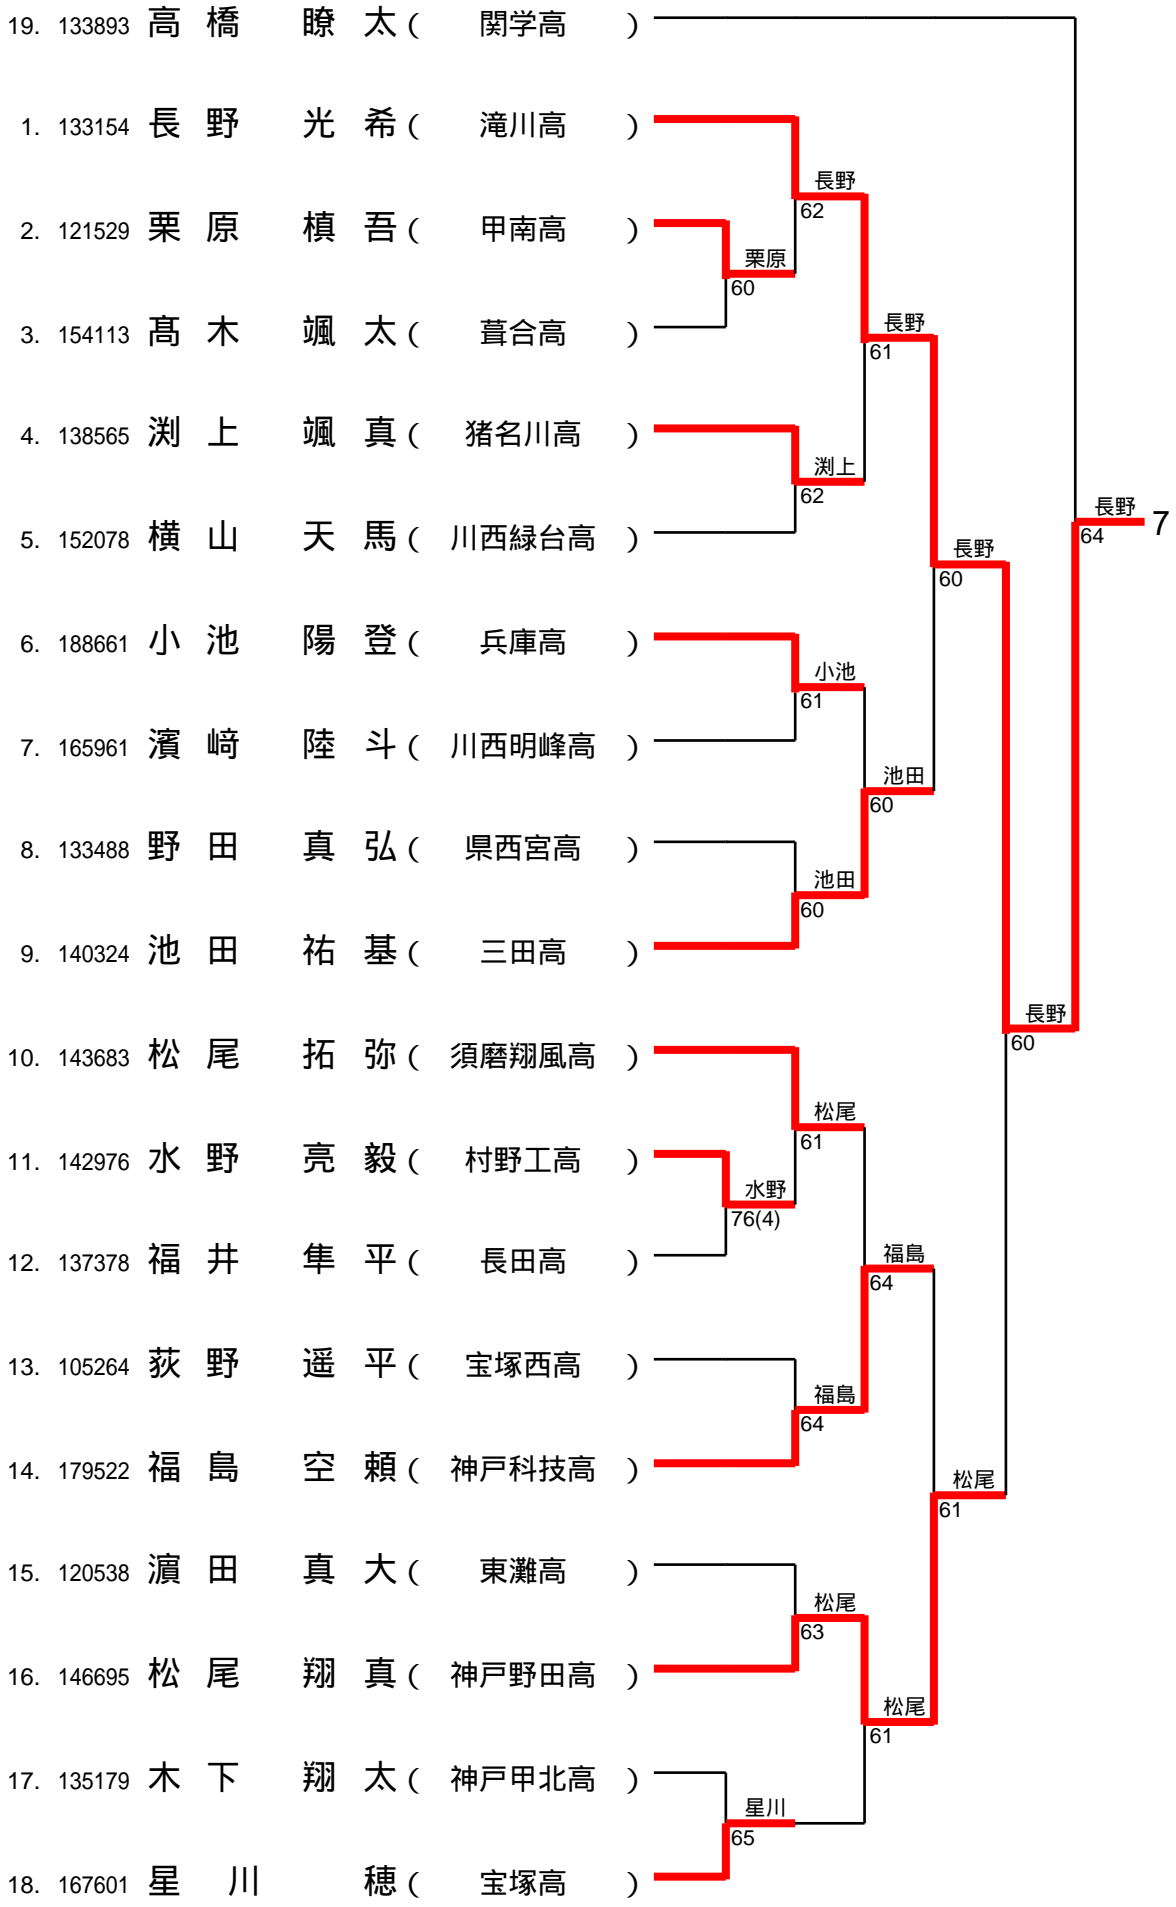 19. 133893 高橋 瞭太 ( 関学高 )
1. 133154 長野 光希 ( 滝川高 )
長野
62
2. 121529 栗原 槙吾 ( 甲南高 )
栗原
60
3. 154113 髙木 颯太 ( 葺合高 )
長野
61
4. 138565 渕上 颯真 ( 猪名川高 )
渕上
62
5. 152078 横山 天馬 ( 川西緑台高 )
長野 7
64
長野
60
6. 188661 小池 陽登 ( 兵庫高 )
小池
61
7. 165961 濱﨑 陸斗 ( 川西明峰高 )
池田
60
8. 133488 野田 真弘 ( 県西宮高 )
池田
60
9. 140324 池田 祐基 ( 三田高 )
長野
60
10. 143683 松尾 拓弥 ( 須磨翔風高 )
松尾
61
11. 142976 水野 亮毅 ( 村野工高 )
水野
76(4)
12. 137378 福井 隼平 ( 長田高 )
福島
64
13. 105264 荻野 遥平 ( 宝塚西高 )
福島
64
14. 179522 福島 空頼 ( 神戸科技高 )
松尾
61
15. 120538 濵田 真大 ( 東灘高 )
松尾
63
16. 146695 松尾 翔真 ( 神戸野田高 )
松尾
61
17. 135179 木下 翔太 ( 神戸甲北高 )
星川
65
18. 167601 星川 穂 ( 宝塚高 )